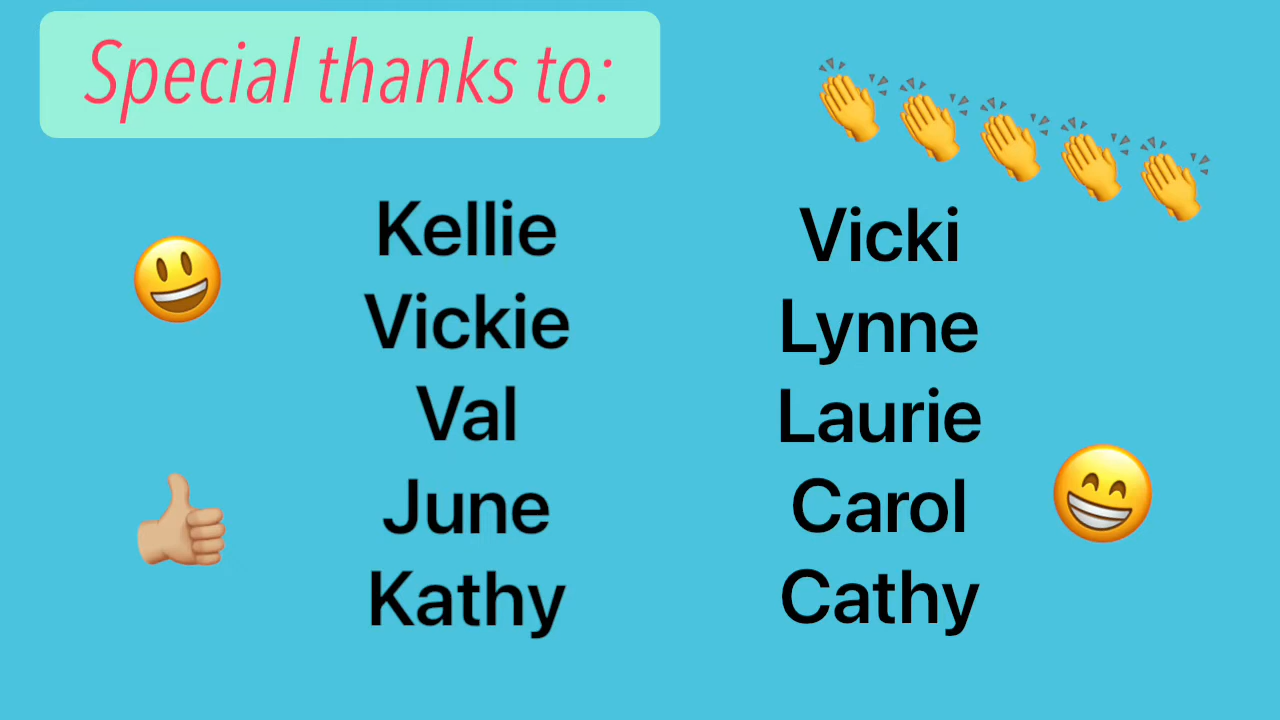 Special thanks to:
Kellie
Vickie
Val
June
Kathy
Vicki
Lynne
Laurie
Carol
Cathy